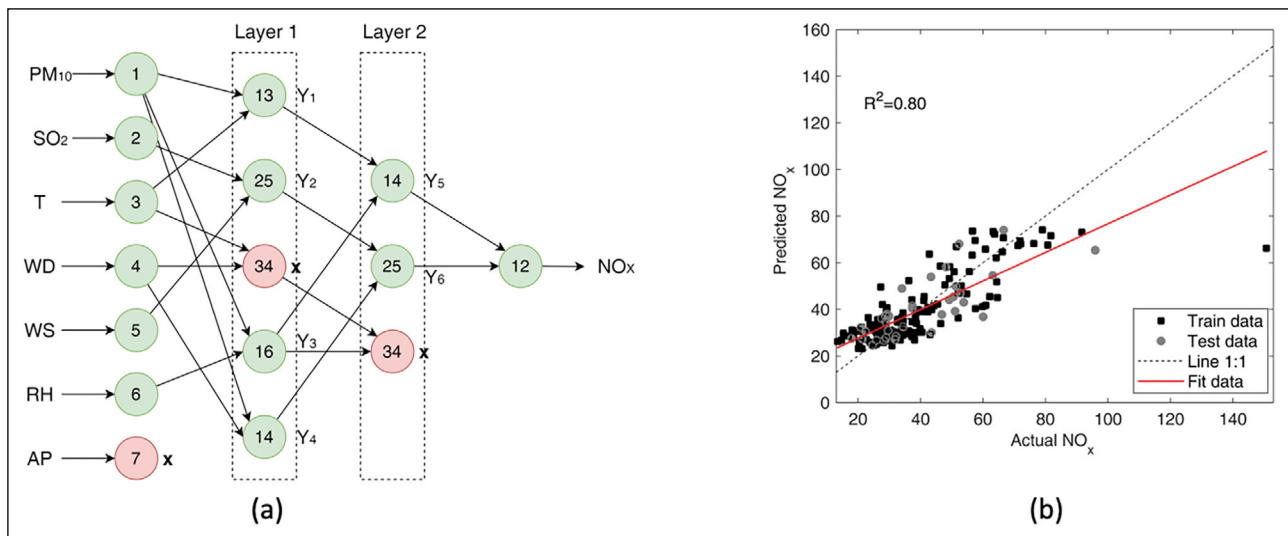 Layer 1
Layer 2
PM₁₀
1
13
Y₁
SO₂
2
25
Y₂
14
Y₅
T
3
WD
4
34
x
25
Y₆
12
NOx
WS
5
16
Y₃
34
x
RH
6
14
Y₄
AP
7
x
(a)
160
140
120
100
80
60
40
20
0
Predicted NOₓ
R²=0.80
Train data
Test data
Line 1:1
Fit data
20 40 60 80 100 120 140
Actual NOₓ
(b)